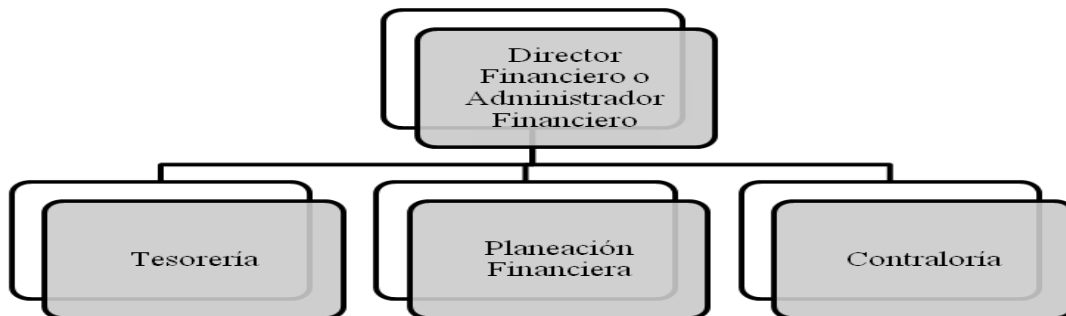 Director
Financiero o
Administrador
Financiero
Tesorería
Planeación
Financiera
Contraloría